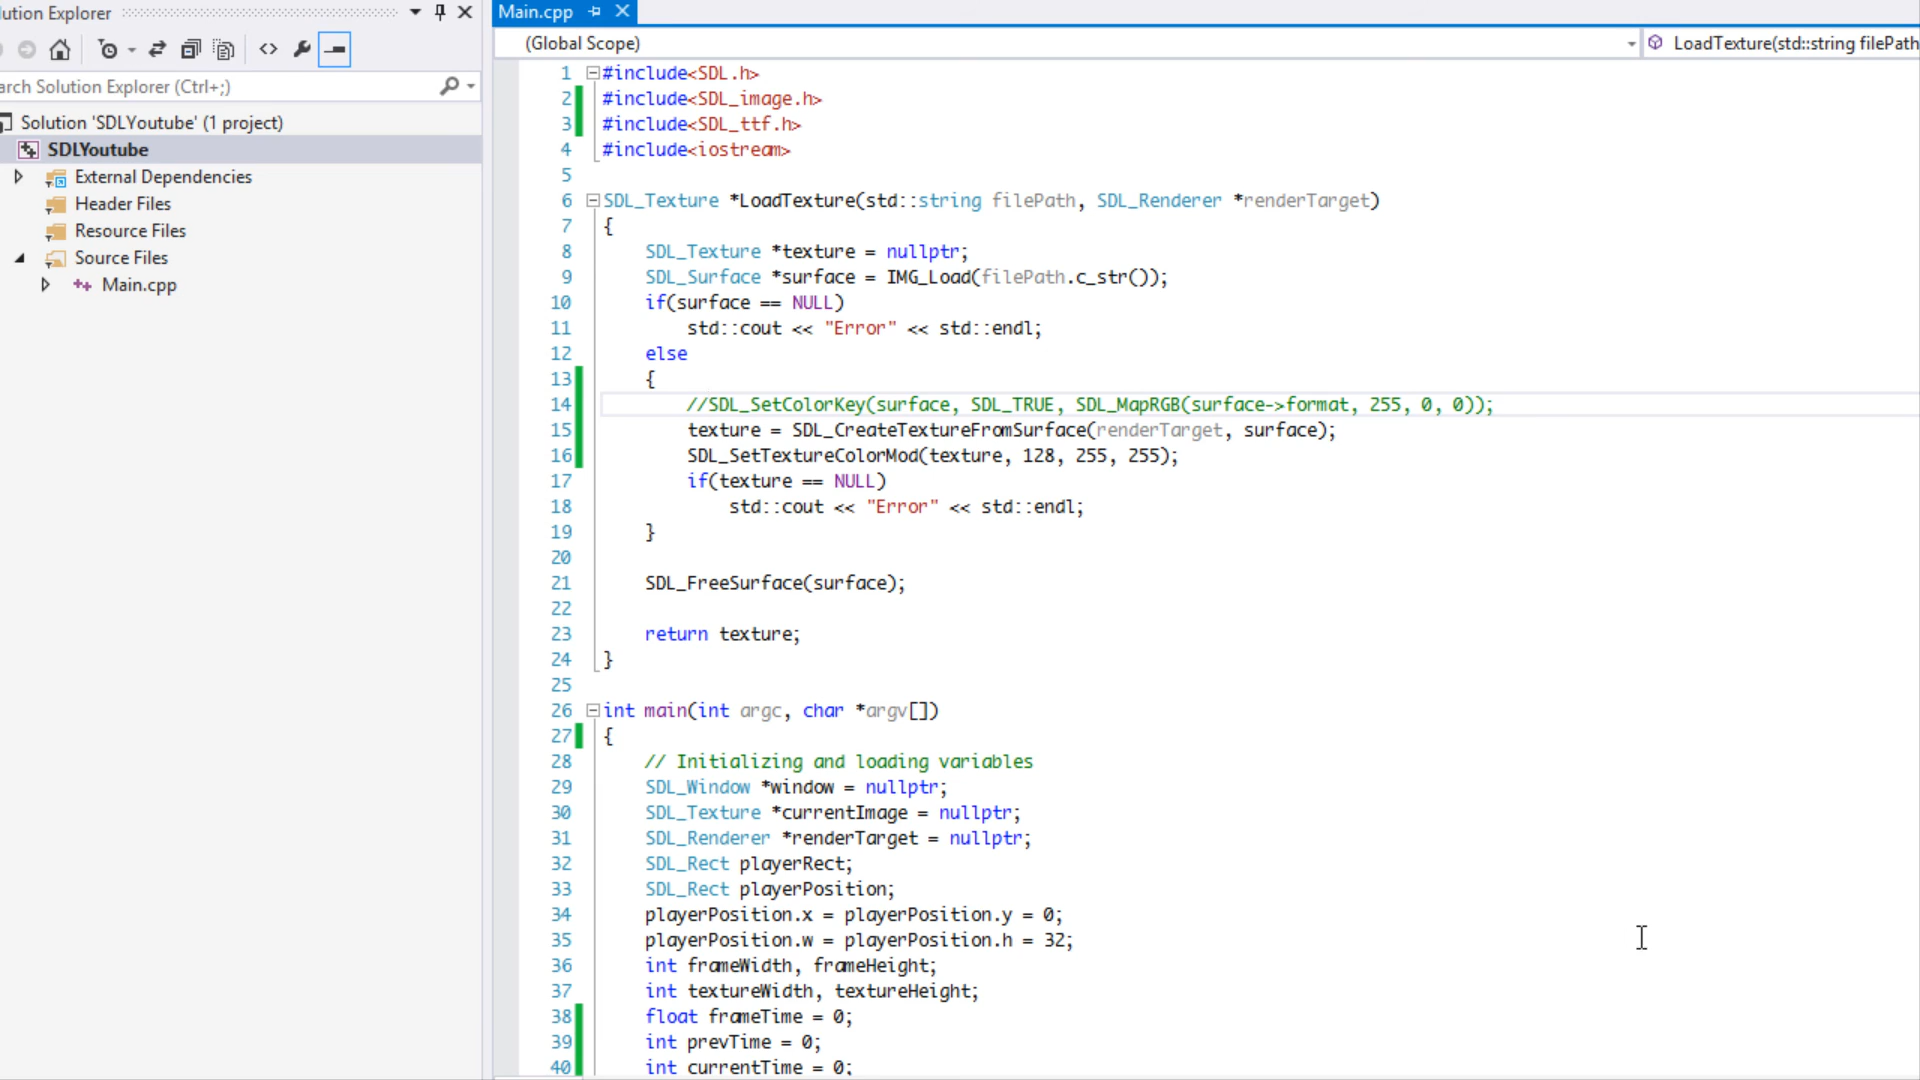 ution Explorer
arch Solution Explorer (Ctrl+;)
Solution 'SDLYoutube' (1 project)
SDLYoutube
External Dependencies
Header Files
Resource Files
Source Files
Main.cpp
Main.cpp
(Global Scope)
LoadTexture(std::string filePath
1 #include<SDL.h>
2 #include<SDL_image.h>
3 #include<SDL_ttf.h>
4 #include<iostream>
5
6 SDL_Texture *LoadTexture(std::string filePath, SDL_Renderer *renderTarget)
7 {
8 SDL_Texture *texture = nullptr;
9 SDL_Surface *surface = IMG_Load(filePath.c_str());
10 if(surface == NULL)
11 std::cout << "Error" << std::endl;
12 else
13 {
14 //SDL_SetColorKey(surface, SDL_TRUE, SDL_MapRGB(surface->format, 255, 0, 0));
15 texture = SDL_CreateTextureFromSurface(renderTarget, surface);
16 SDL_SetTextureColorMod(texture, 128, 255, 255);
17 if(texture == NULL)
18 std::cout << "Error" << std::endl;
19 }
20
21 SDL_FreeSurface(surface);
22
23 return texture;
24 }
25
26 int main(int argc, char *argv[])
27 {
28 // Initializing and loading variables
29 SDL_Window *window = nullptr;
30 SDL_Texture *currentImage = nullptr;
31 SDL_Renderer *renderTarget = nullptr;
32 SDL_Rect playerRect;
33 SDL_Rect playerPosition;
34 playerPosition.x = playerPosition.y = 0;
35 playerPosition.w = playerPosition.h = 32;
36 int frameWidth, frameHeight;
37 int textureWidth, textureHeight;
38 float frameTime = 0;
39 int prevTime = 0;
40 int currentTime = 0;